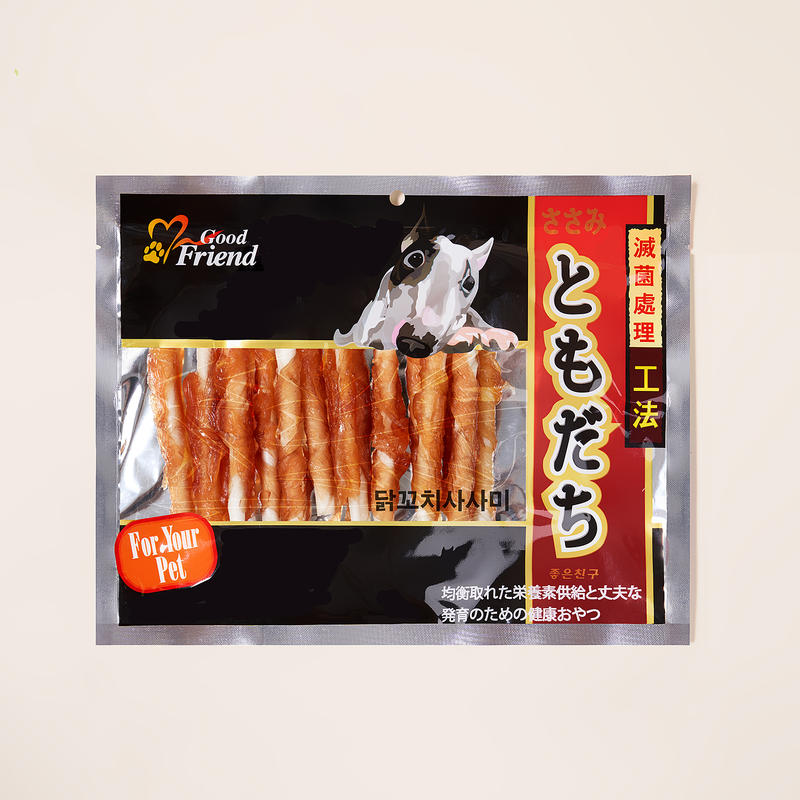 Good
Friend
ささみ
ともだち
滅菌處理
工法
닭꼬치사사미
For Your
Pet
좋은친구
均衡取れた栄養素供給と丈夫な
発育のための健康おやつ